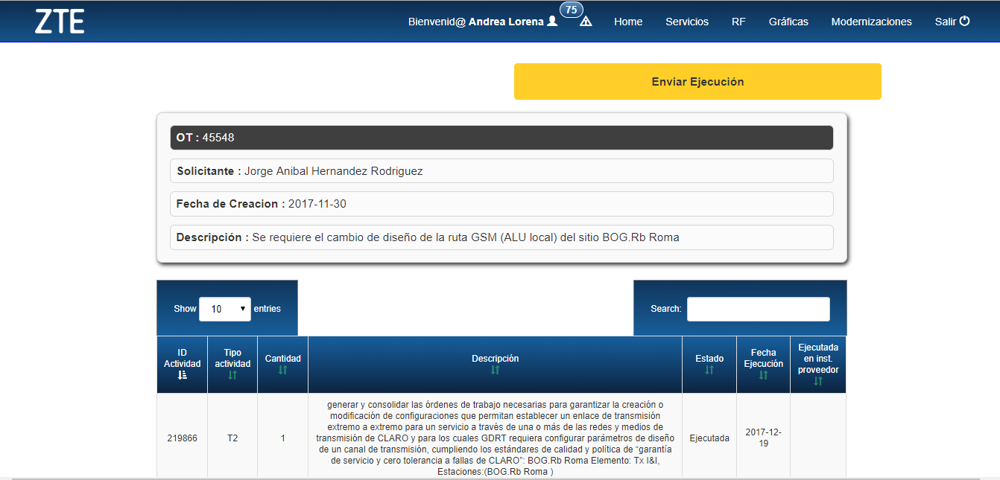 ZTE
Bienvenid@ Andrea Lorena
75
Home
Servicios
RF
Gráficas
Modernizaciones
Salir
Enviar Ejecución
OT : 45548
Solicitante : Jorge Anibal Hernandez Rodriguez
Fecha de Creacion : 2017-11-30
Descripción : Se requiere el cambio de diseño de la ruta GSM (ALU local) del sitio BOG.Rb Roma
Show 10 entries
Search:
ID
Actividad
Tipo
actividad
Cantidad
Descripción
Estado
Fecha
Ejecución
Ejecutada
en inst.
proveedor
219866
T2
1
generar y consolidar las órdenes de trabajo necesarias para garantizar la creación o
modificación de configuraciones que permitan establecer un enlace de transmisión
extremo a extremo para un servicio a través de una o más de las redes y medios de
transmisión de CLARO y para los cuales GDRT requiera configurar parámetros de diseño
de un canal de transmisión, cumpliendo los estándares de calidad y política de “garantía
de servicio y cero tolerancia a fallas de CLARO”: BOG.Rb Roma Elemento: Tx I&I,
Estaciones:(BOG.Rb Roma )
Ejecutada
2017-12-
19